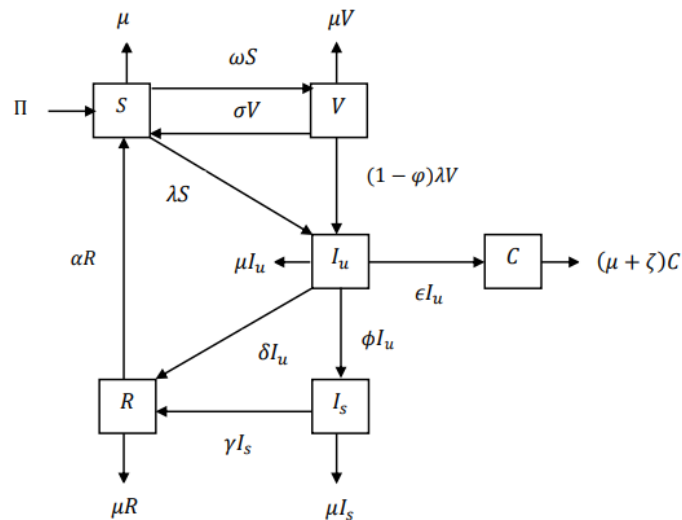 μ μV
ωS
Π S σV V
λS (1 − φ)λV
αR μI_u I_u C (μ + ζ)C
ϵI_u
δI_u ϕI_u
R I_s
γI_s
μR μI_s